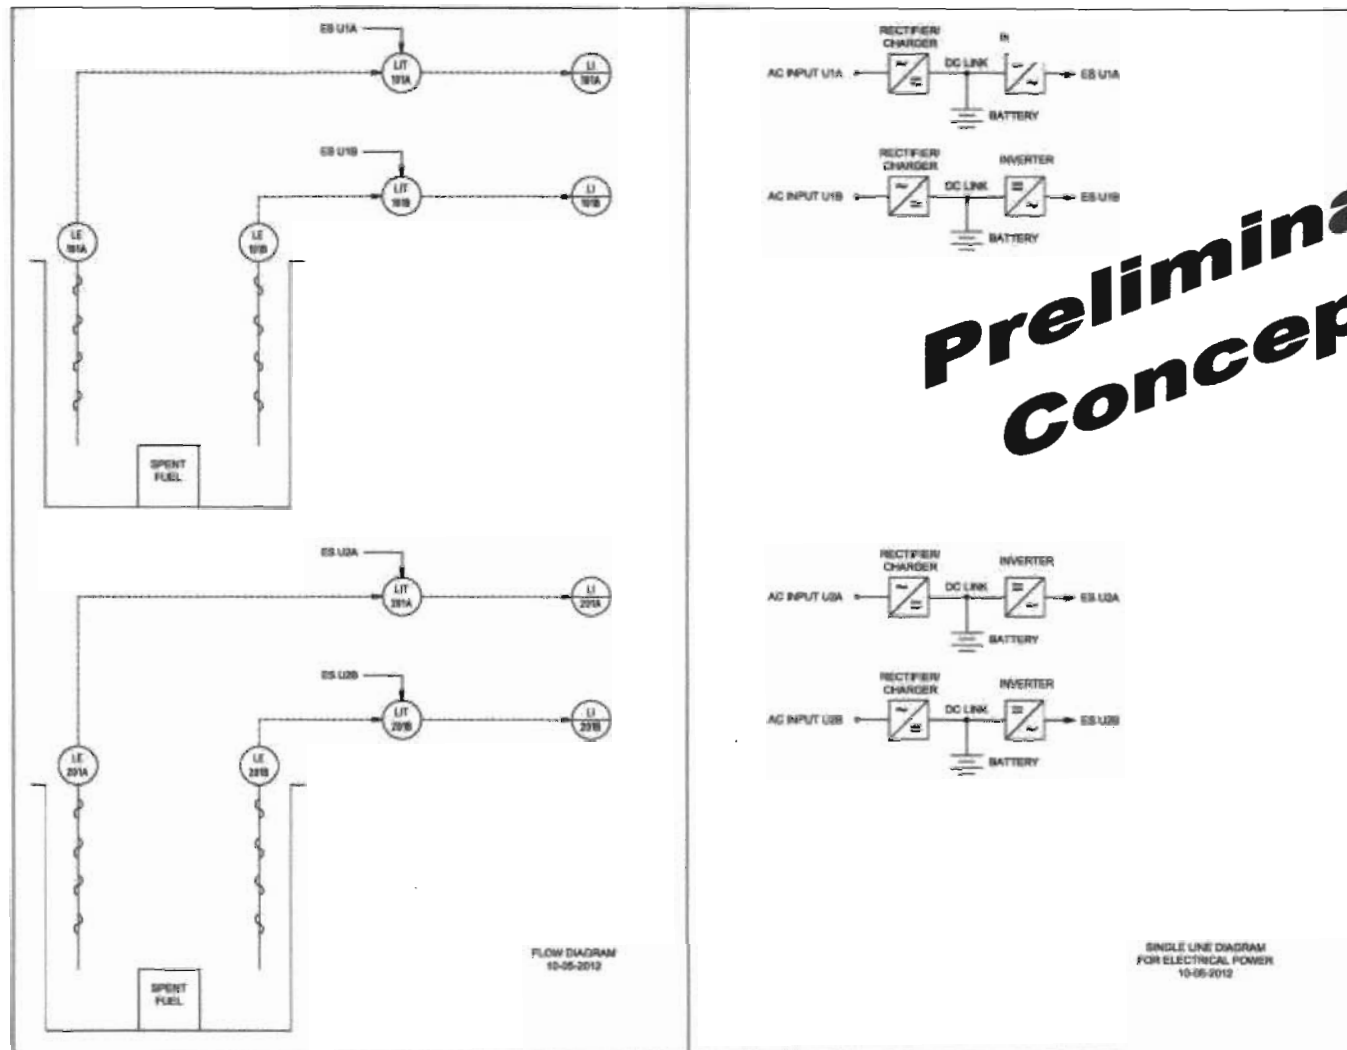 ES U1A
LIT
101A
LI
101A
ES U1B
LIT
101B
LI
101B
LE
101A
LE
101B
SPENT
FUEL
ES U2A
LIT
201A
LI
201A
ES U2B
LIT
201B
LI
201B
LE
201A
LE
201B
SPENT
FUEL
FLOW DIAGRAM
10-05-2012
RECTIFIER/
CHARGER
IN
AC INPUT U1A
DC LINK
ES U1A
BATTERY
RECTIFIER/
CHARGER
INVERTER
AC INPUT U1B
DC LINK
ES U1B
BATTERY
Prelimina
Concep
RECTIFIER/
CHARGER
INVERTER
AC INPUT U2A
DC LINK
ES U2A
BATTERY
RECTIFIER/
CHARGER
INVERTER
AC INPUT U2B
DC LINK
ES U2B
BATTERY
SINGLE LINE DIAGRAM
FOR ELECTRICAL POWER
10-05-2012